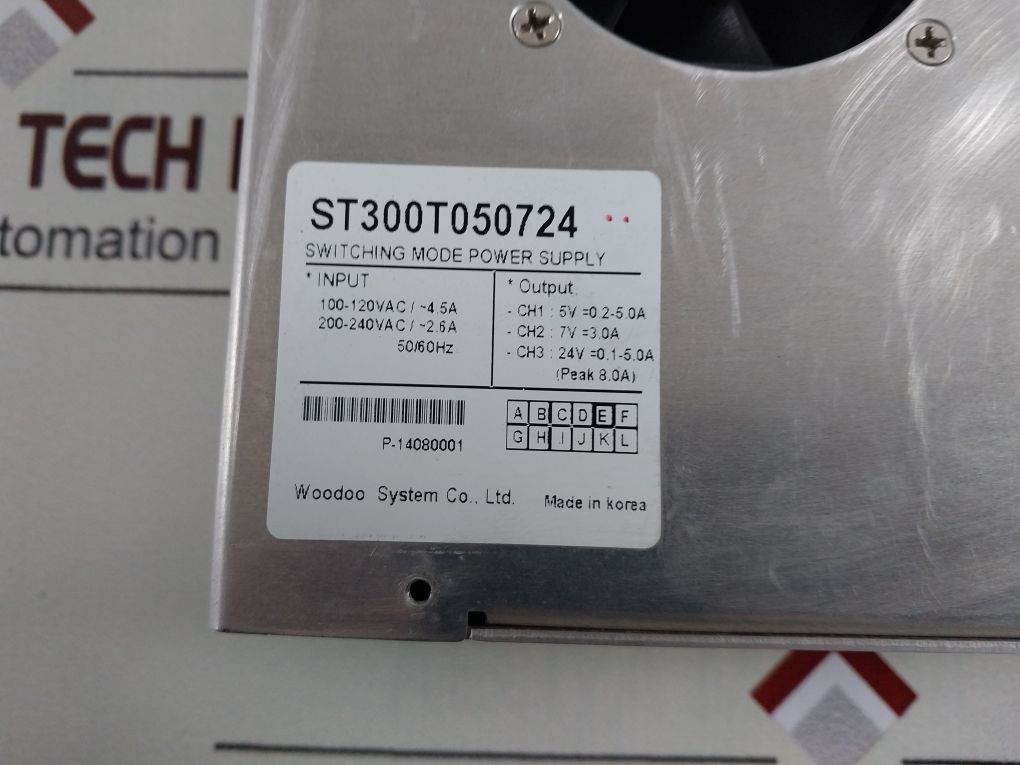 TECH
tomation
ST300T050724
SWITCHING MODE POWER SUPPLY
* INPUT
100-120VAC / ~4.5A
200-240VAC / ~2.6A
50/60Hz
* Output
- CH1 : 5V =0.2-5.0A
- CH2 : 7V =3.0A
- CH3 : 24V =0.1-5.0A
(Peak 8.0A)
P-14080001
A B C D E F
G H I J K L
Woodoo System Co., Ltd.
Made in korea